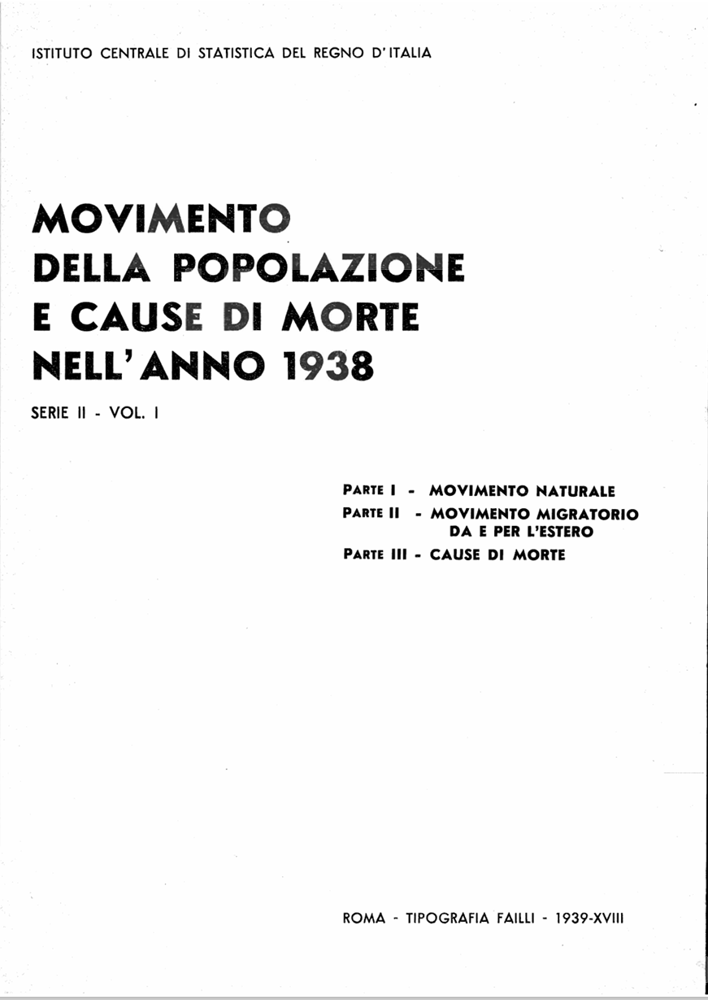 ISTITUTO CENTRALE DI STATISTICA DEL REGNO D'ITALIA
MOVIMENTO
DELLA POPOLAZIONE
E CAUSE DI MORTE
NELL'ANNO 1938
SERIE II - VOL. I
PARTE I - MOVIMENTO NATURALE
PARTE II - MOVIMENTO MIGRATORIO
DA E PER L'ESTERO
PARTE III - CAUSE DI MORTE
ROMA - TIPOGRAFIA FAILLI - 1939-XVIII